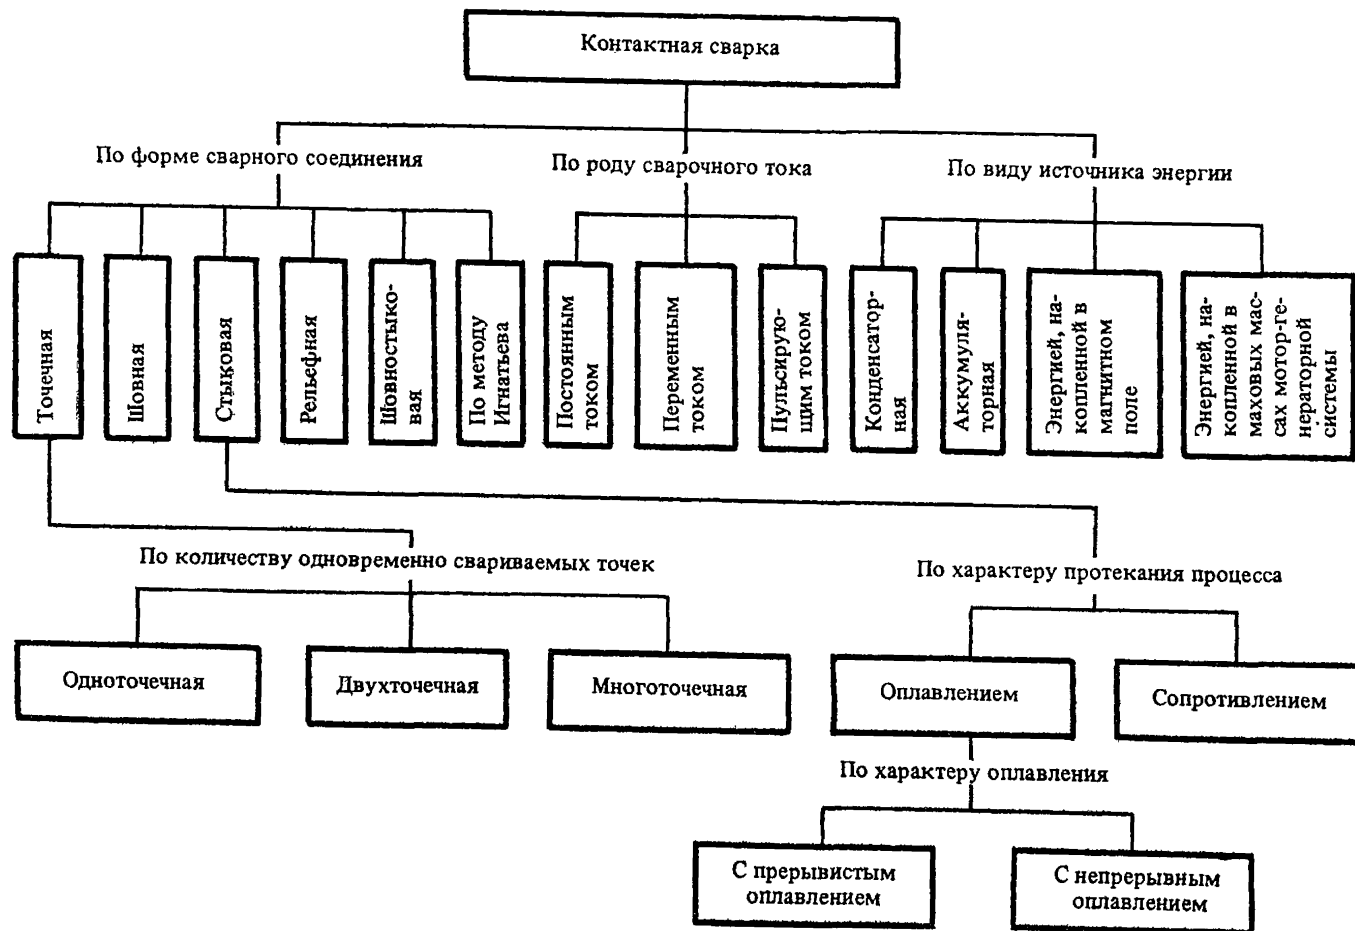 Контактная сварка
По форме сварного соединения
По роду сварочного тока
По виду источника энергии
Точечная
Шовная
Стыковая
Рельефная
Шовностыко-
вая
По методу
Игнатьева
Постоянным
током
Переменным
током
Пульсирую-
щим током
Конденсатор-
ная
Аккумуля-
торная
Энергией, на-
копленной в
магнитном
поле
Энергией, на-
копленной в
маховых мас-
сах мотор-ге-
нераторной
системы
По количеству одновременно свариваемых точек
По характеру протекания процесса
Одноточечная
Двухточечная
Многоточечная
Оплавлением
Сопротивлением
По характеру оплавления
С прерывистым
оплавлением
С непрерывным
оплавлением